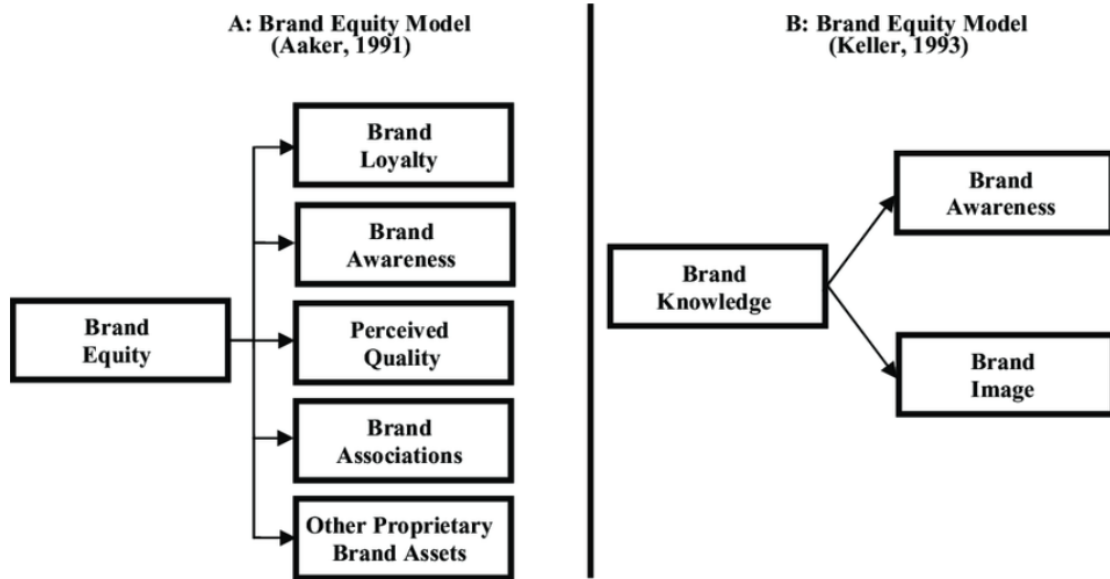 A: Brand Equity Model
(Aaker, 1991)
Brand
Equity
Brand
Loyalty
Brand
Awareness
Perceived
Quality
Brand
Associations
Other Proprietary
Brand Assets
B: Brand Equity Model
(Keller, 1993)
Brand
Knowledge
Brand
Awareness
Brand
Image